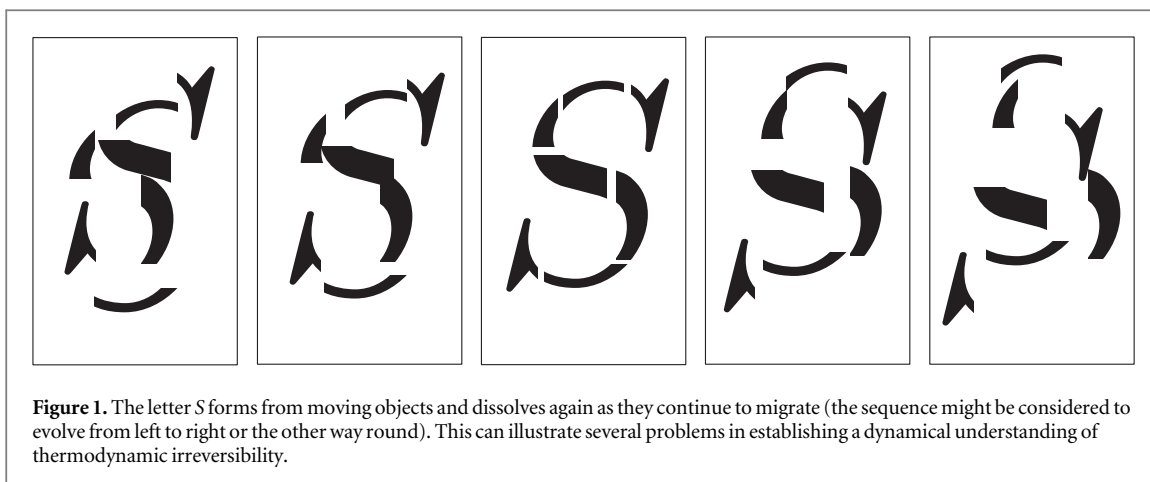 Figure 1. The letter S forms from moving objects and dissolves again as they continue to migrate (the sequence might be considered to
evolve from left to right or the other way round). This can illustrate several problems in establishing a dynamical understanding of
thermodynamic irreversibility.